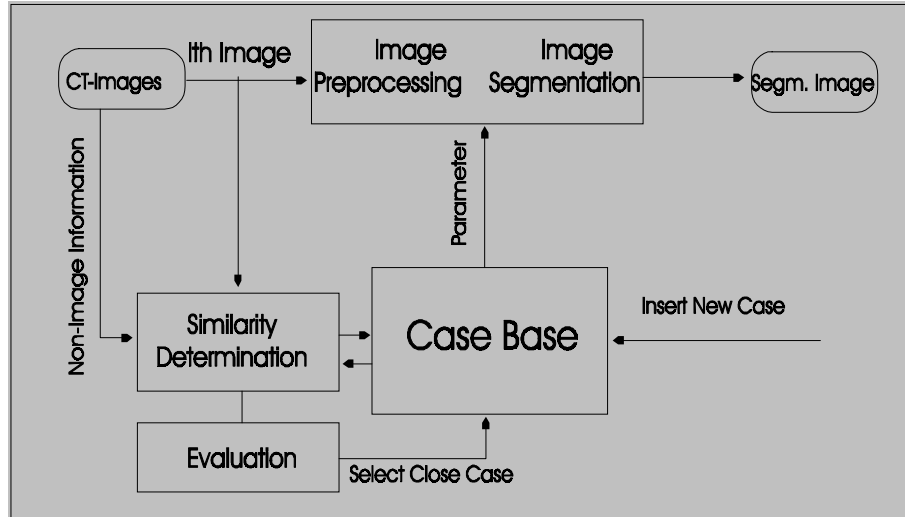 CT-Images
Ith Image
Image
Preprocessing
Image
Segmentation
Segm. Image
Non-Image Information
Parameter
Similarity
Determination
Case Base
Insert New Case
Evaluation
Select Close Case